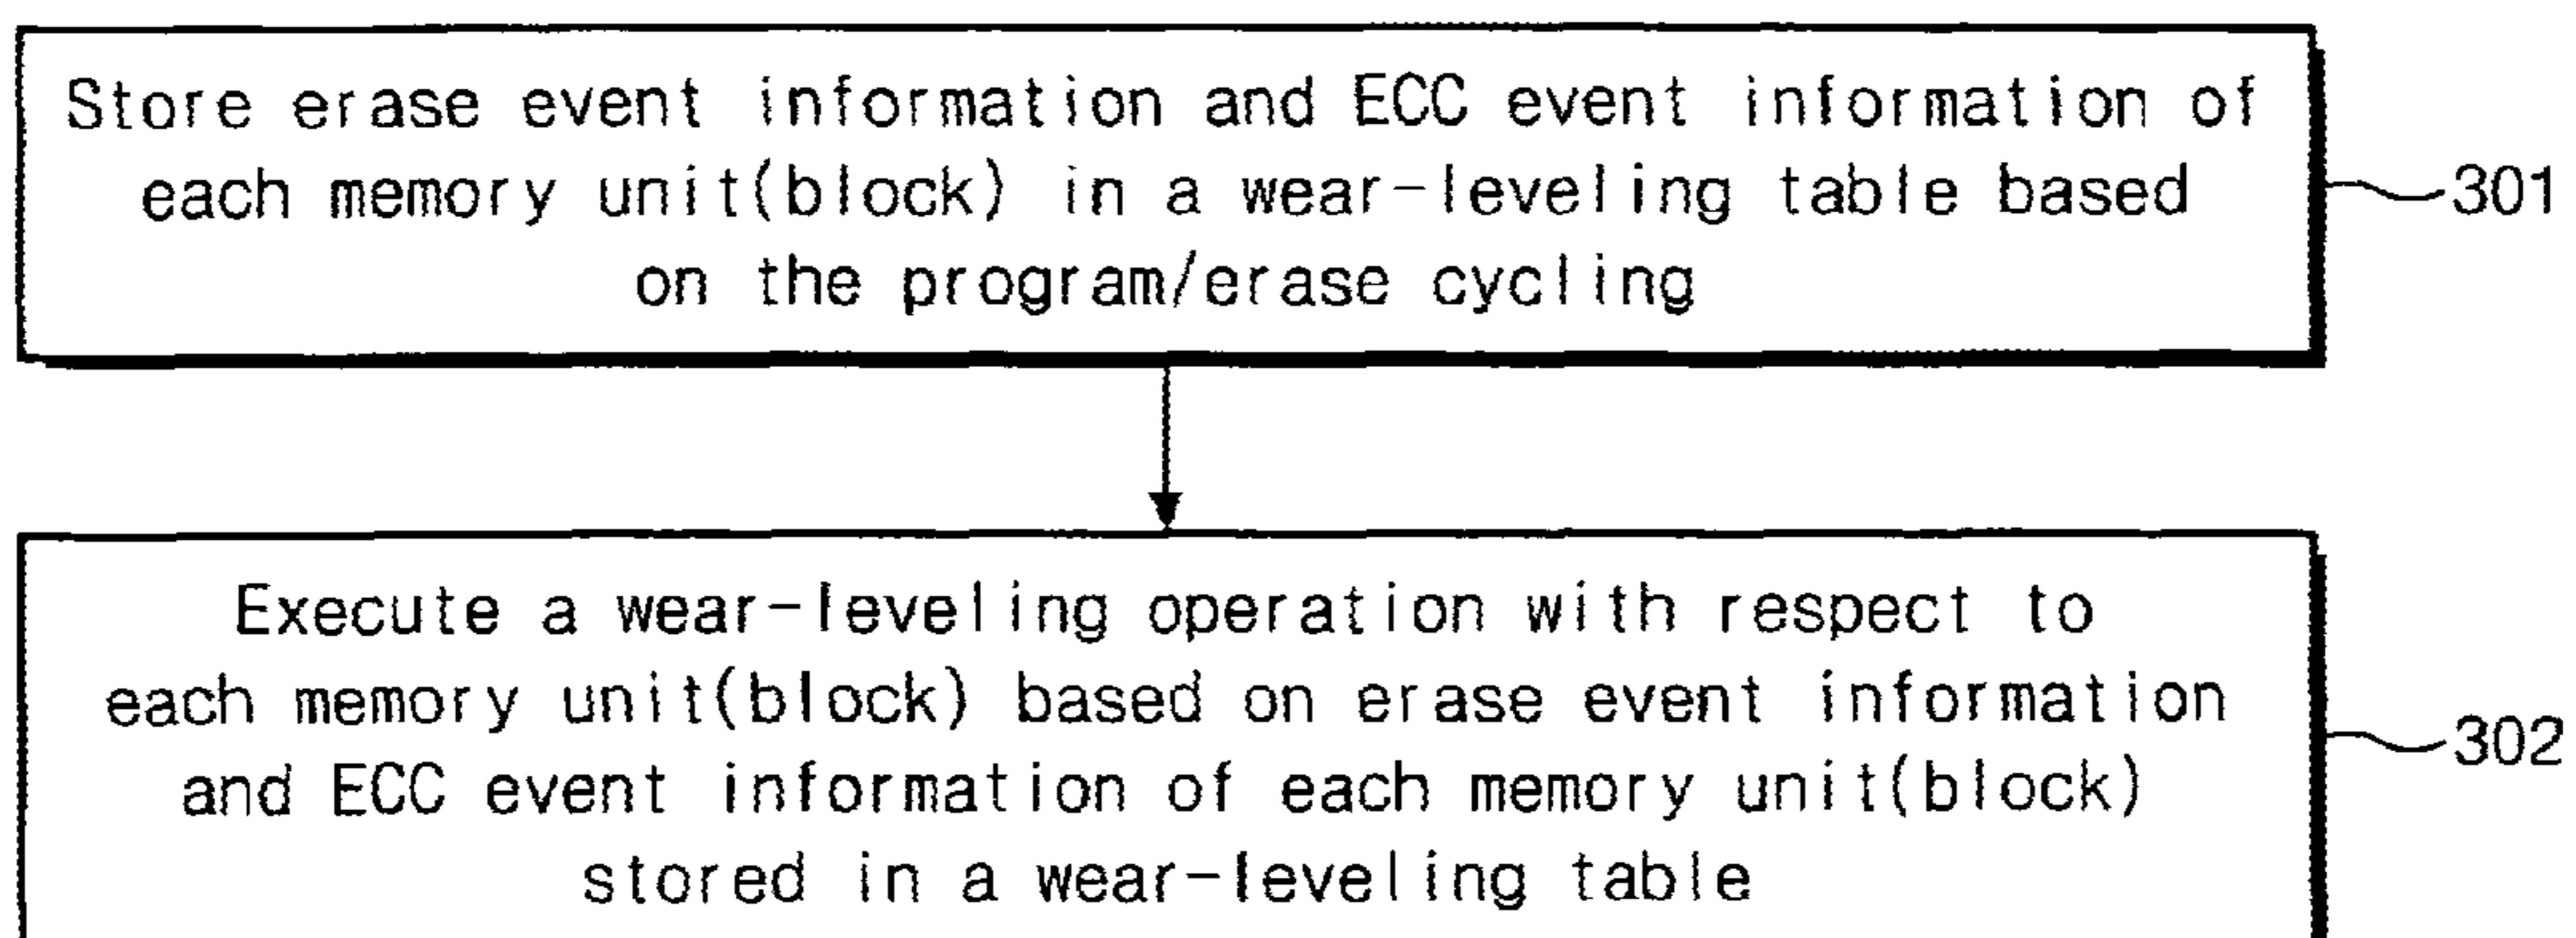 Store erase event information and ECC event information of
each memory unit(block) in a wear-leveling table based
on the program/erase cycling
301
Execute a wear-leveling operation with respect to
each memory unit(block) based on erase event information
and ECC event information of each memory unit(block)
stored in a wear-leveling table
302